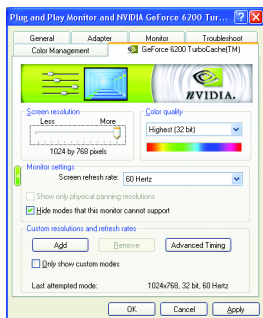 Plug and Play Monitor and NVIDIA GeForce 6200 Tur...
General Adapter Monitor Troubleshoot
Color Management GeForce 6200 TurboCache(TM)
NVIDIA.
Screen resolution
Less More
1024 by 768 pixels
Color quality
Highest (32 bit)
Monitor settings
Screen refresh rate: 60 Hertz
Show only physical panning resolutions
Hide modes that this monitor cannot support
Custom resolutions and refresh rates
Add Remove Advanced Timing
Only show custom modes
Last attempted mode: 1024x768, 32 bit, 60 Hertz
OK Cancel Apply